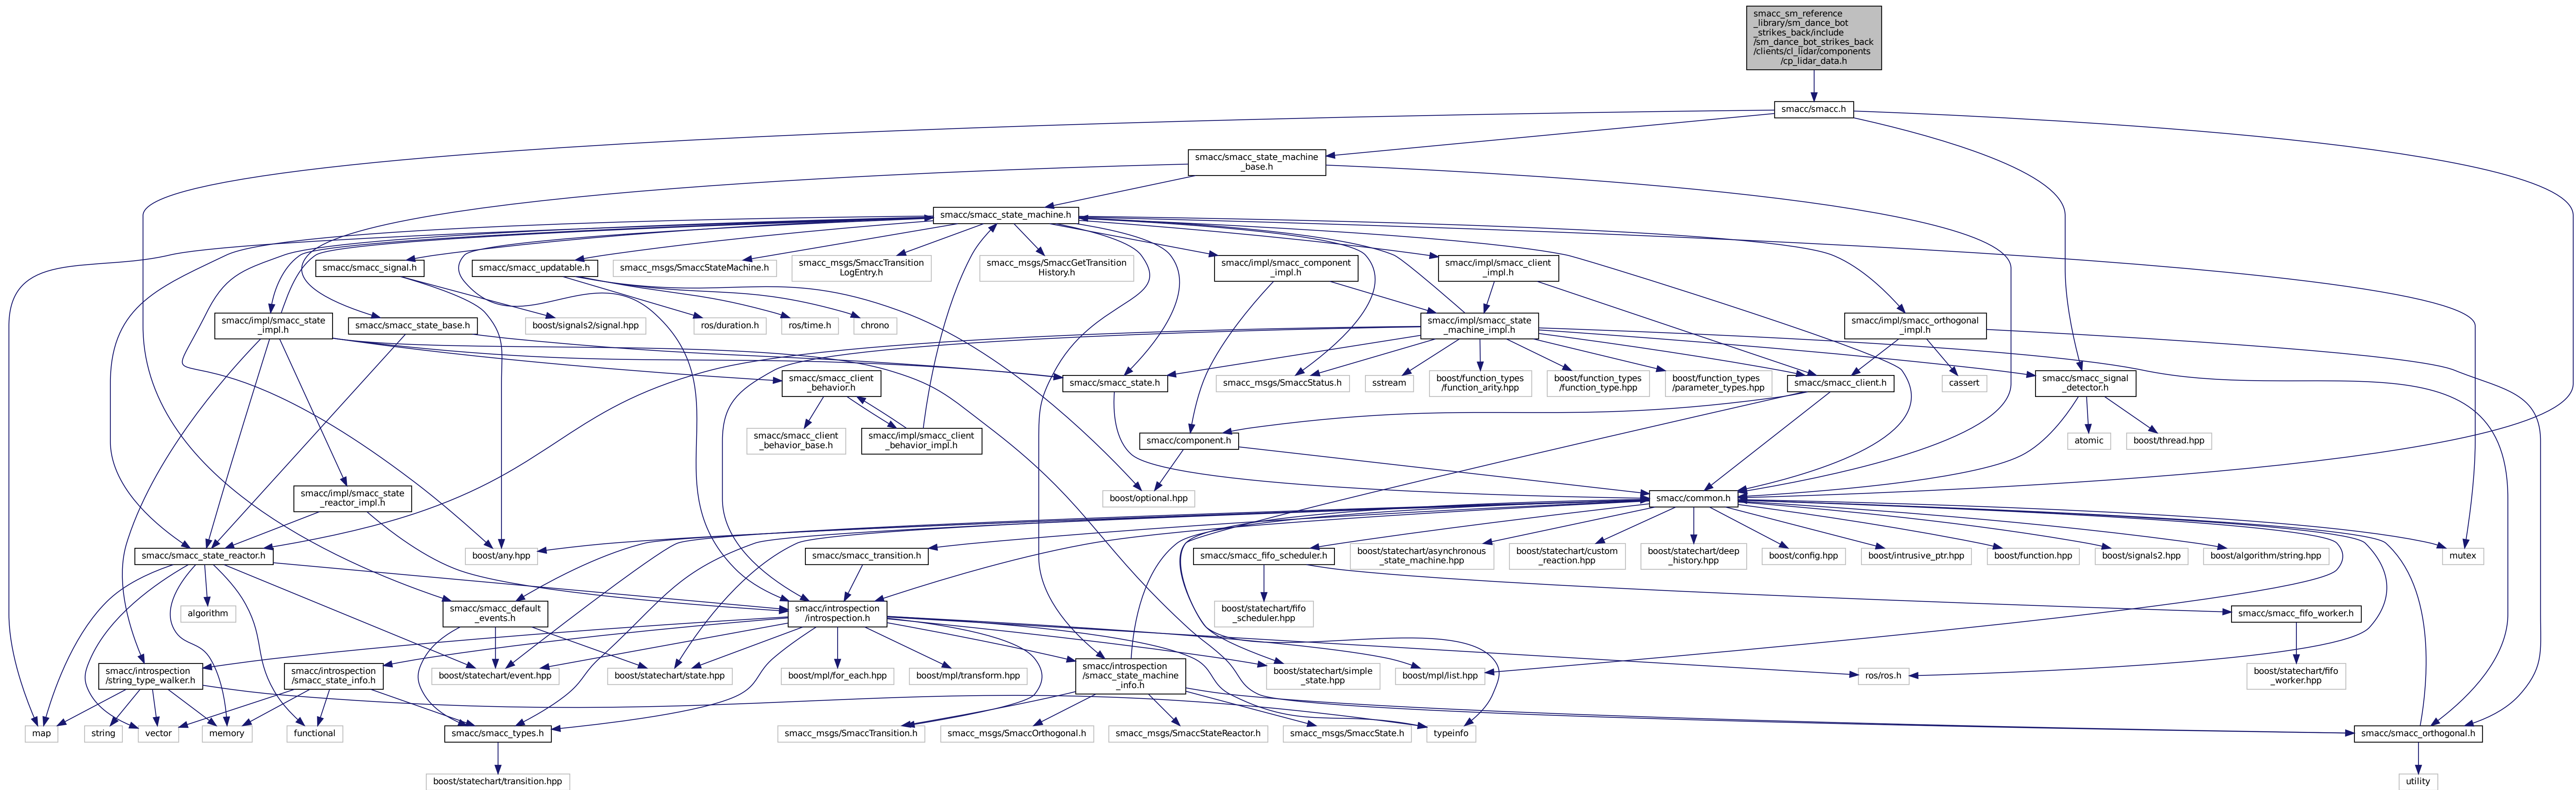 smacc_sm_reference
_library/sm_dance_bot
_strikes_back/include
/sm_dance_bot_strikes_back
/clients/cl_lidar/components
/cp_lidar_data.h
smacc/smacc.h
smacc/smacc_state_machine
_base.h
smacc/smacc_state_machine.h
smacc/smacc_signal.h
smacc/smacc_updatable.h
smacc_msgs/SmaccStateMachine.h
smacc_msgs/SmaccTransition
LogEntry.h
smacc_msgs/SmaccGetTransition
History.h
smacc/impl/smacc_component
_impl.h
smacc/impl/smacc_client
_impl.h
smacc/impl/smacc_state
_impl.h
smacc/smacc_state_base.h
boost/signals2/signal.hpp
ros/duration.h
ros/time.h
chrono
smacc/impl/smacc_state
_machine_impl.h
smacc/impl/smacc_orthogonal
_impl.h
smacc/smacc_client
_behavior.h
smacc/smacc_state.h
smacc_msgs/SmaccStatus.h
sstream
boost/function_types
/function_arity.hpp
boost/function_types
/function_type.hpp
boost/function_types
/parameter_types.hpp
smacc/smacc_client.h
cassert
smacc/smacc_signal
_detector.h
smacc/smacc_client
_behavior_base.h
smacc/impl/smacc_client
_behavior_impl.h
smacc/component.h
atomic
boost/thread.hpp
smacc/impl/smacc_state
_reactor_impl.h
boost/optional.hpp
smacc/common.h
smacc/smacc_state_reactor.h
boost/any.hpp
smacc/smacc_transition.h
smacc/smacc_fifo_scheduler.h
boost/statechart/asynchronous
_state_machine.hpp
boost/statechart/custom
_reaction.hpp
boost/statechart/deep
_history.hpp
boost/config.hpp
boost/intrusive_ptr.hpp
boost/function.hpp
boost/signals2.hpp
boost/algorithm/string.hpp
mutex
algorithm
smacc/smacc_default
_events.h
smacc/introspection
/introspection.h
boost/statechart/fifo
_scheduler.hpp
smacc/smacc_fifo_worker.h
smacc/introspection
/string_type_walker.h
smacc/introspection
/smacc_state_info.h
boost/statechart/event.hpp
boost/statechart/state.hpp
boost/mpl/for_each.hpp
boost/mpl/transform.hpp
smacc/introspection
/smacc_state_machine
_info.h
boost/statechart/simple
_state.hpp
boost/mpl/list.hpp
ros/ros.h
boost/statechart/fifo
_worker.hpp
map
string
vector
memory
functional
smacc/smacc_types.h
smacc_msgs/SmaccTransition.h
smacc_msgs/SmaccOrthogonal.h
smacc_msgs/SmaccStateReactor.h
smacc_msgs/SmaccState.h
typeinfo
smacc/smacc_orthogonal.h
boost/statechart/transition.hpp
utility